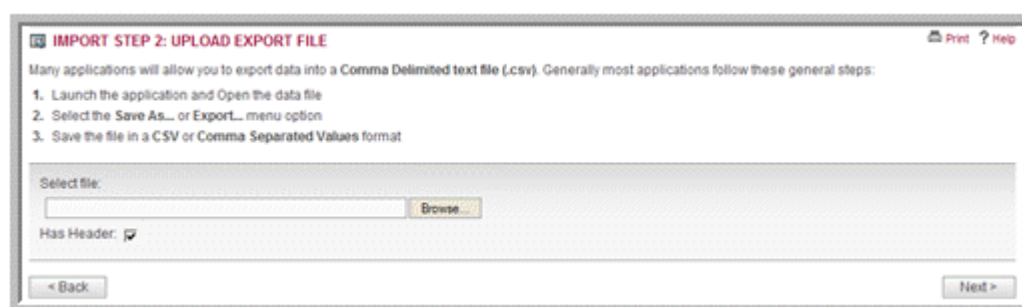 IMPORT STEP 2: UPLOAD EXPORT FILE
Print ? Help
Many applications will allow you to export data into a Comma Delimited text file (.csv). Generally most applications follow these general steps:
1. Launch the application and Open the data file
2. Select the Save As... or Export... menu option
3. Save the file in a CSV or Comma Separated Values format
Select file:
Browse...
Has Header:
< Back
Next >